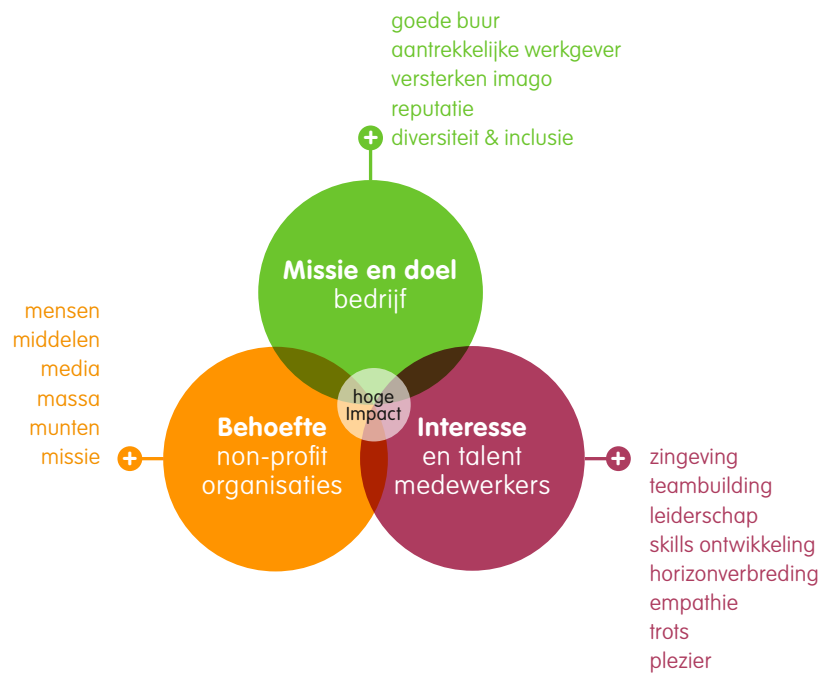 goede buur
aantrekkelijke werkgever
versterken imago
reputatie
diversiteit & inclusie
Missie en doel
bedrijf
mensen
middelen
media
massa
munten
missie
hoge
Impact
Behoefte
non-profit
organisaties
Interesse
en talent
medewerkers
zingeving
teambuilding
leiderschap
skills ontwikkeling
horizonverbreding
empathie
trots
plezier